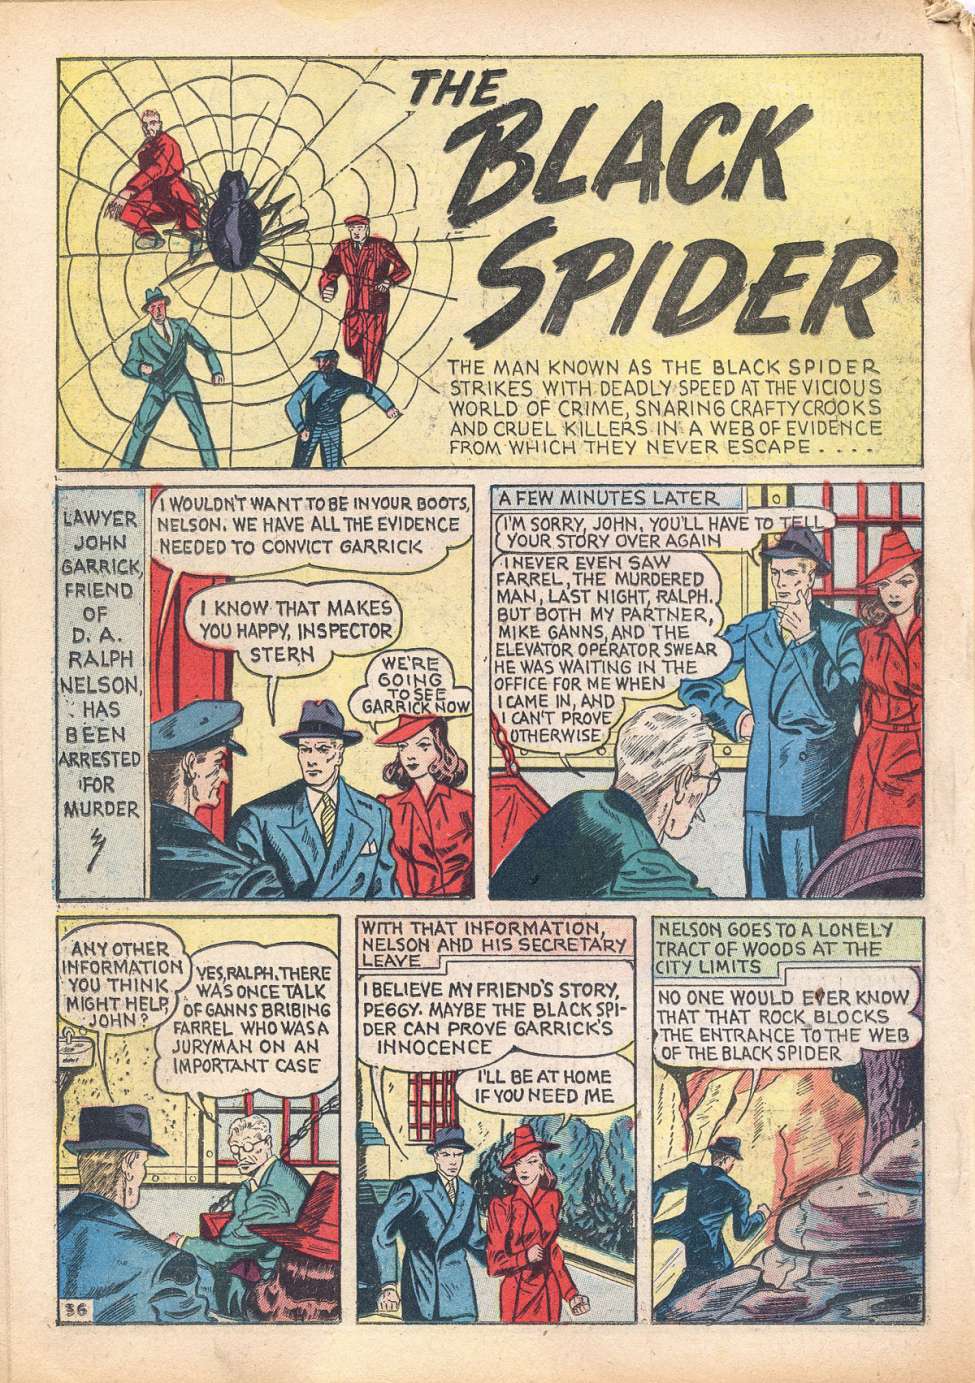 THE
BLACK
SPIDER
THE MAN KNOWN AS THE BLACK SPIDER
STRIKES WITH DEADLY SPEED AT THE VICIOUS
WORLD OF CRIME, SNARING CRAFTY CROOKS
AND CRUEL KILLERS IN A WEB OF EVIDENCE
FROM WHICH THEY NEVER ESCAPE . . . .
LAWYER
JOHN
GARRICK,
FRIEND
OF
D. A.
RALPH
NELSON,
HAS
BEEN
ARRESTED
FOR
MURDER
I WOULDN'T WANT TO BE IN YOUR BOOTS,
NELSON. WE HAVE ALL THE EVIDENCE
NEEDED TO CONVICT GARRICK
I KNOW THAT MAKES
YOU HAPPY, INSPECTOR
STERN
WE'RE
GOING
TO SEE
GARRICK NOW
A FEW MINUTES LATER
I'M SORRY, JOHN, YOU'LL HAVE TO TELL
YOUR STORY OVER AGAIN
I NEVER EVEN SAW
FARREL, THE MURDERED
MAN, LAST NIGHT, RALPH.
BUT BOTH MY PARTNER,
MIKE GANNS, AND THE
ELEVATOR OPERATOR SWEAR
HE WAS WAITING IN THE
OFFICE FOR ME WHEN
I CAME IN, AND
I CAN'T PROVE
OTHERWISE
ANY OTHER
INFORMATION
YOU THINK
MIGHT HELP,
JOHN?
YES, RALPH. THERE
WAS ONCE TALK
OF GANNS BRIBING
FARREL WHO WAS A
JURYMAN ON AN
IMPORTANT CASE
36
WITH THAT INFORMATION,
NELSON AND HIS SECRETARY
LEAVE
I BELIEVE MY FRIEND'S STORY,
PEGGY. MAYBE THE BLACK SPI-
DER CAN PROVE GARRICK'S
INNOCENCE
I'LL BE AT HOME
IF YOU NEED ME
NELSON GOES TO A LONELY
TRACT OF WOODS AT THE
CITY LIMITS
NO ONE WOULD EVER KNOW
THAT THAT ROCK BLOCKS
THE ENTRANCE TO THE WEB
OF THE BLACK SPIDER